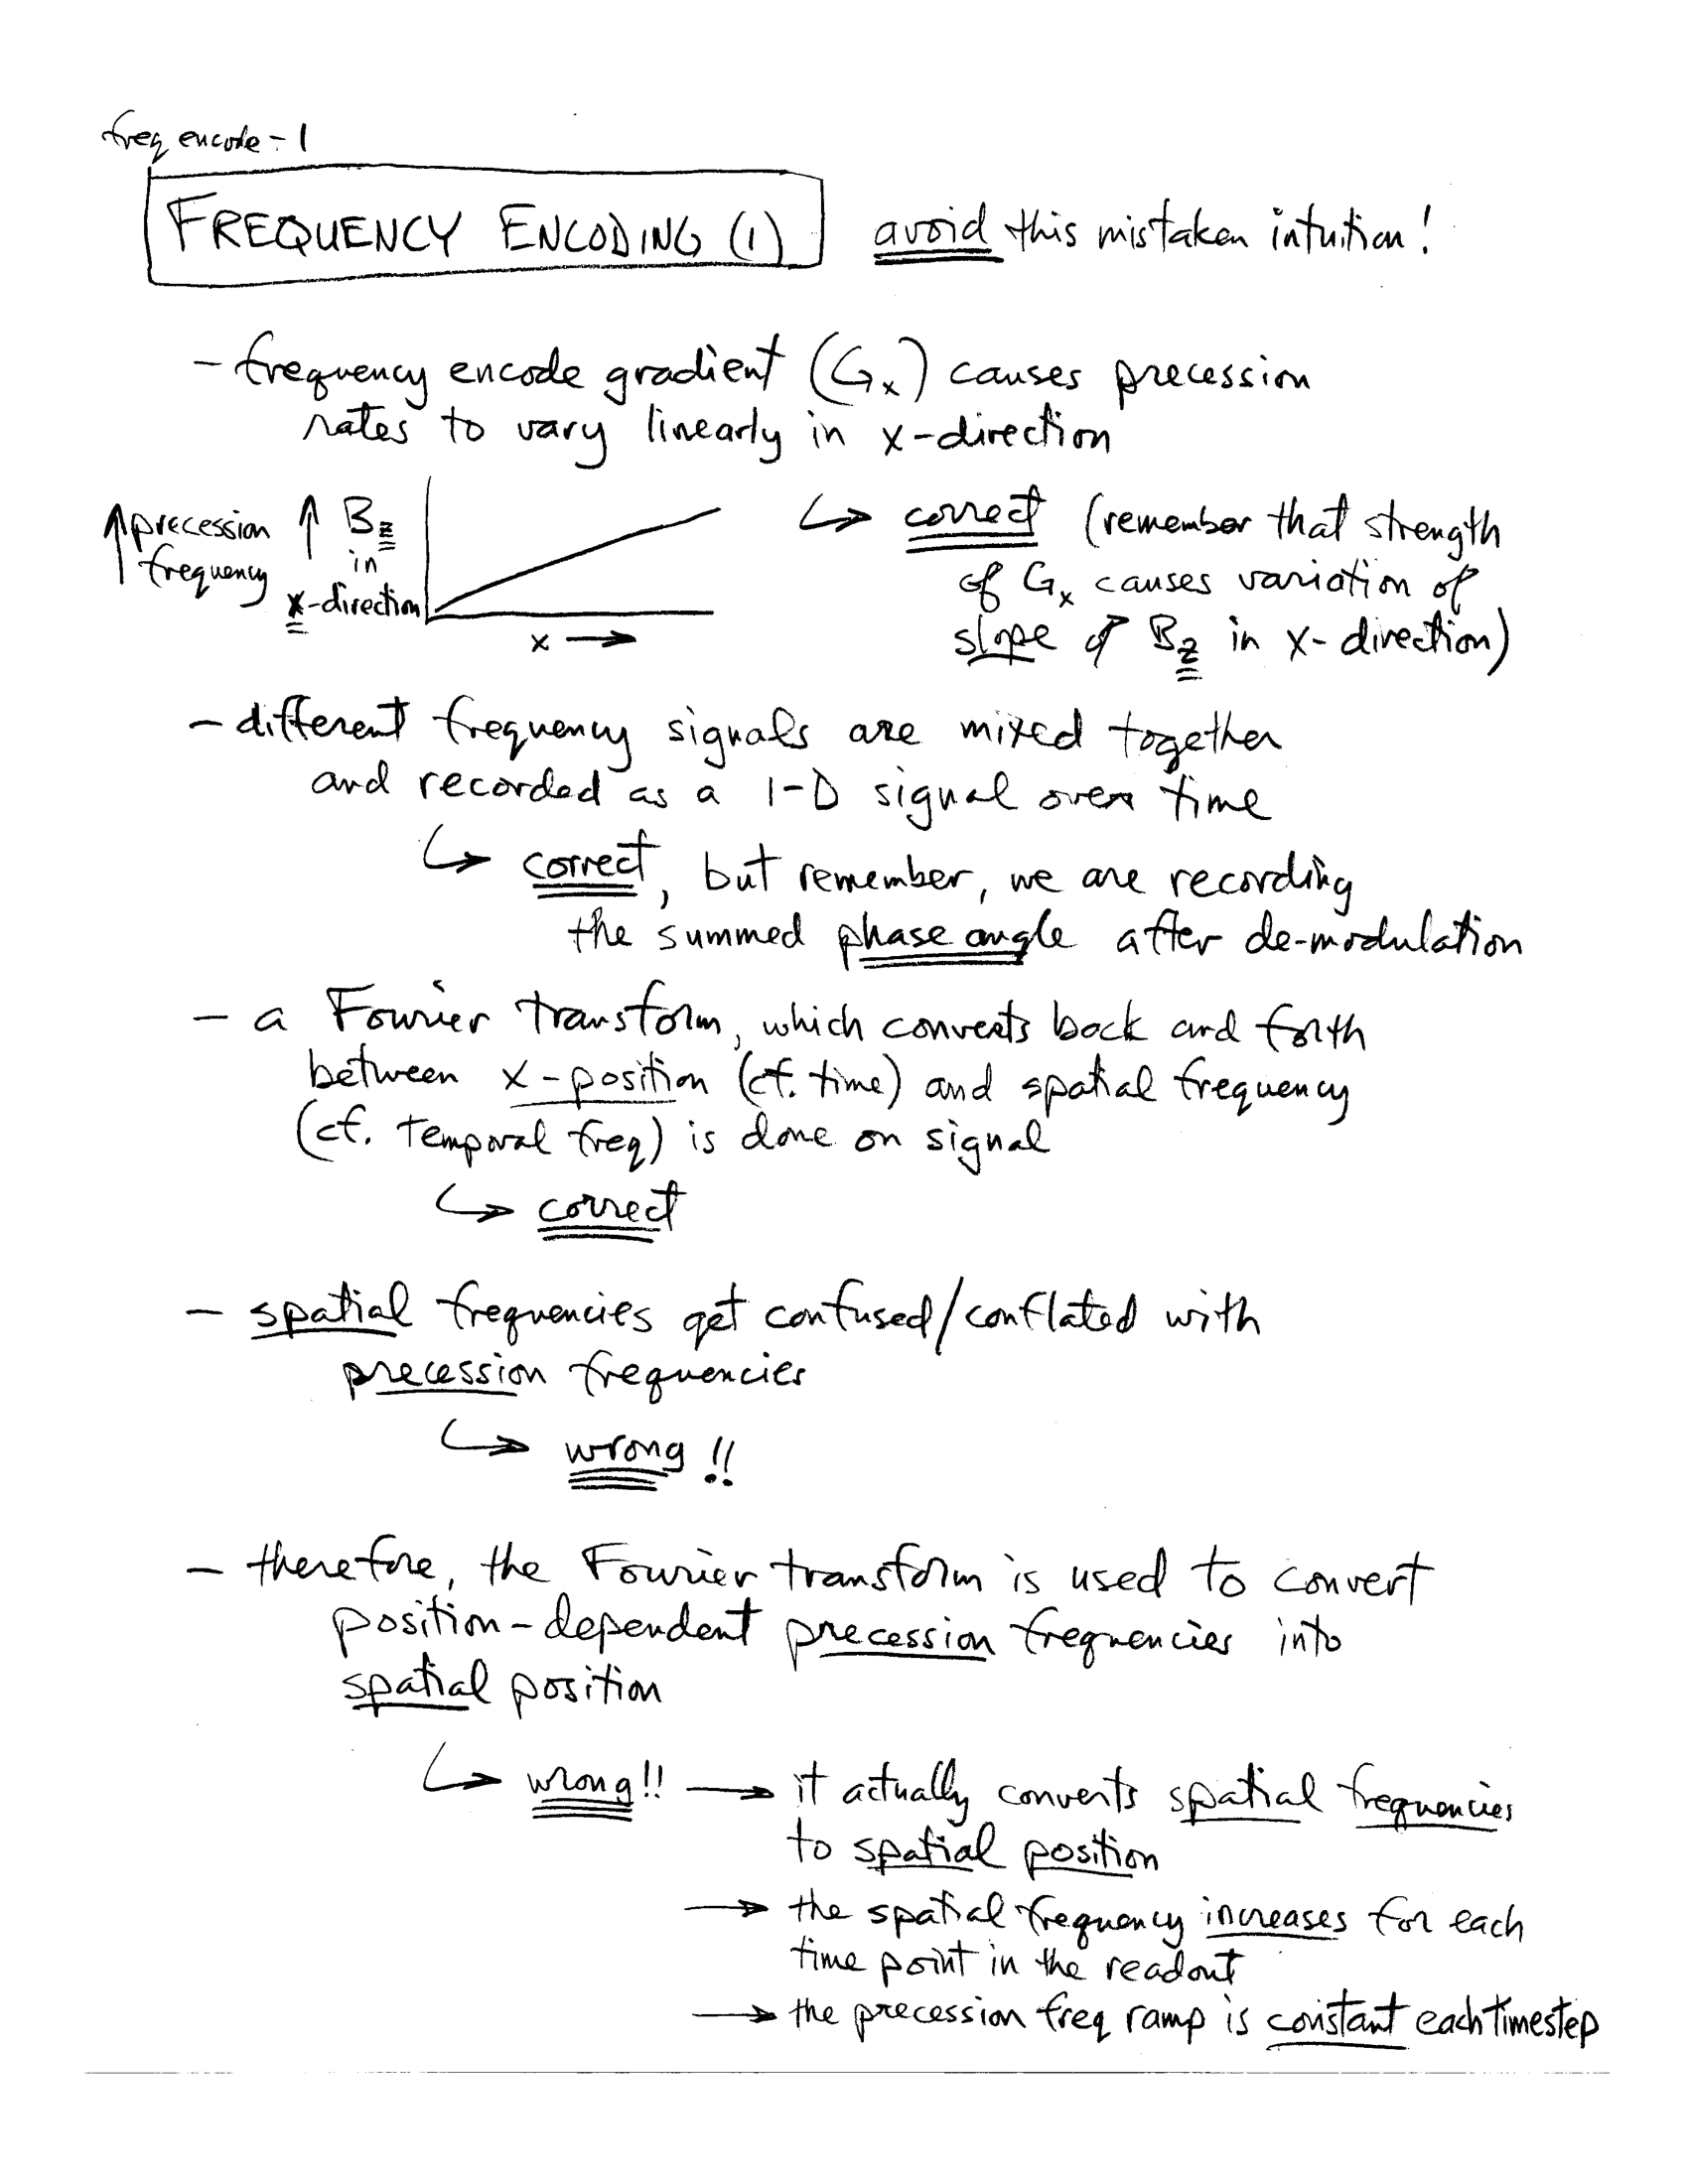 freq encode - 1
FREQUENCY ENCODING (1) avoid this mistaken intuition!
- frequency encode gradient (Gx) causes precession
rates to vary linearly in x-direction
↑ precession frequency ↑ Bz in x-direction
x →
↳ correct (remember that strength
of Gx causes variation of
slope of Bz in x-direction)
- different frequency signals are mixed together
and recorded as a 1-D signal over time
↳ correct, but remember, we are recording
the summed phase angle after de-modulation
- a Fourier transform, which converts back and forth
between x-position (cf. time) and spatial frequency
(cf. temporal freq) is done on signal
↳ correct
- spatial frequencies get confused/conflated with
precession frequencies
↳ wrong!!
- therefore, the Fourier transform is used to convert
position-dependent precession frequencies into
spatial position
↳ wrong!! → it actually converts spatial frequencies
to spatial position
→ the spatial frequency increases for each
time point in the readout
→ the precession freq ramp is constant each timestep